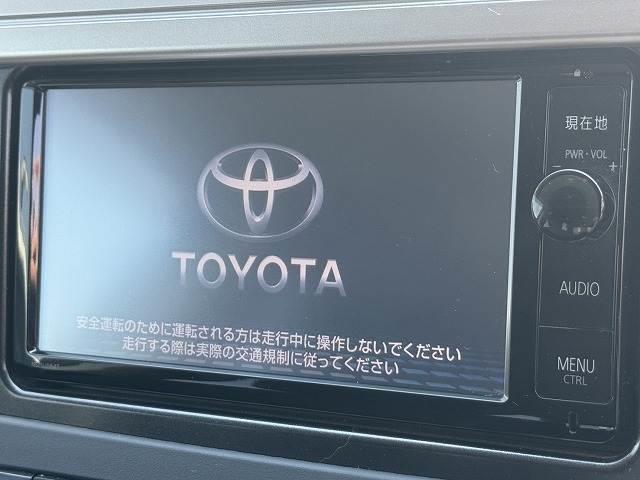 現在地
PWR・VOL
− +
TOYOTA
AUDIO
安全運転のために運転される方は走行中に操作しないでください
走行する際は実際の交通規制に従ってください
MENU
CTRL